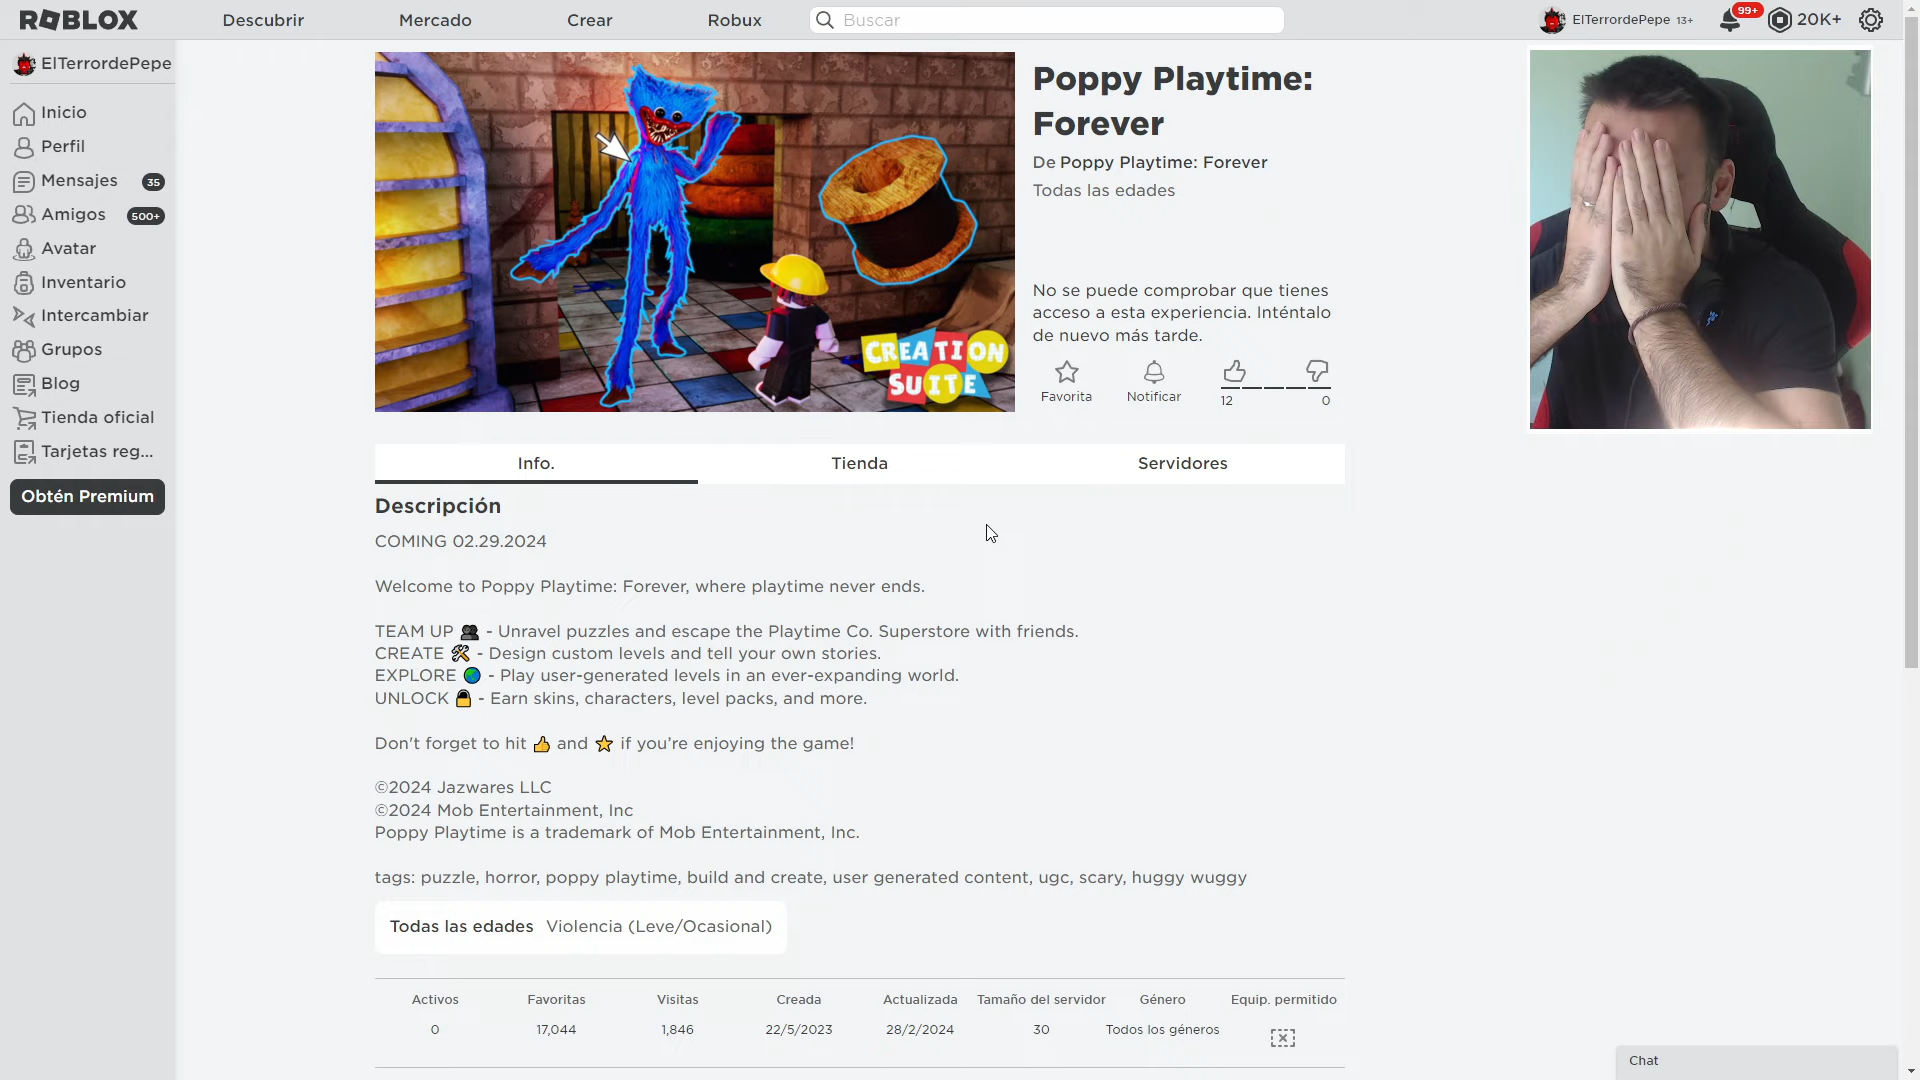 ROBLOX
Descubrir
Mercado
Crear
Robux
Buscar
ElTerrordePepe 13+
99+
20K+
ElTerrordePepe
Inicio
Perfil
Mensajes 35
Amigos 500+
Avatar
Inventario
Intercambiar
Grupos
Blog
Tienda oficial
Tarjetas reg...
Obtén Premium
CREATION
SUITE
Poppy Playtime:
Forever
De Poppy Playtime: Forever
Todas las edades
No se puede comprobar que tienes
acceso a esta experiencia. Inténtalo
de nuevo más tarde.
Favorita
Notificar
12
0
Info.
Tienda
Servidores
Descripción
COMING 02.29.2024
Welcome to Poppy Playtime: Forever, where playtime never ends.
TEAM UP 👥 - Unravel puzzles and escape the Playtime Co. Superstore with friends.
CREATE 🛠 - Design custom levels and tell your own stories.
EXPLORE 🌎 - Play user-generated levels in an ever-expanding world.
UNLOCK 🔒 - Earn skins, characters, level packs, and more.
Don't forget to hit 👍 and ⭐ if you’re enjoying the game!
©2024 Jazwares LLC
©2024 Mob Entertainment, Inc
Poppy Playtime is a trademark of Mob Entertainment, Inc.
tags: puzzle, horror, poppy playtime, build and create, user generated content, ugc, scary, huggy wuggy
Todas las edades Violencia (Leve/Ocasional)
Activos Favoritas Visitas Creada Actualizada Tamaño del servidor Género Equip. permitido
0 17,044 1,846 22/5/2023 28/2/2024 30 Todos los géneros
Chat